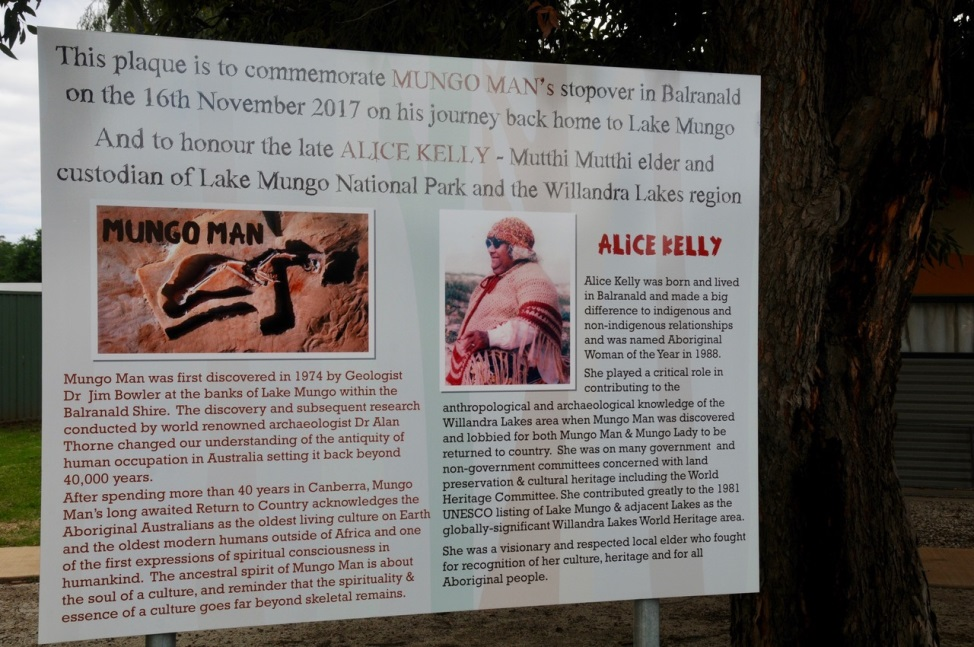 This plaque is to commemorate MUNGO MAN's stopover in Balranald
on the 16th November 2017 on his journey back home to Lake Mungo
And to honour the late ALICE KELLY - Mutthi Mutthi elder and
custodian of Lake Mungo National Park and the Willandra Lakes region
MUNGO MAN
Mungo Man was first discovered in 1974 by Geologist
Dr Jim Bowler at the banks of Lake Mungo within the
Balranald Shire. The discovery and subsequent research
conducted by world renowned archaeologist Dr Alan
Thorne changed our understanding of the antiquity of
human occupation in Australia setting it back beyond
40,000 years.
After spending more than 40 years in Canberra, Mungo
Man's long awaited Return to Country acknowledges the
Aboriginal Australians as the oldest living culture on Earth
and the oldest modern humans outside of Africa and one
of the first expressions of spiritual consciousness in
humankind. The ancestral spirit of Mungo Man is about
the soul of a culture, and reminder that the spirituality &
essence of a culture goes far beyond skeletal remains.
ALICE KELLY
Alice Kelly was born and lived
in Balranald and made a big
difference to indigenous and
non-indigenous relationships
and was named Aboriginal
Woman of the Year in 1988.
She played a critical role in
contributing to the
anthropological and archaeological knowledge of the
Willandra Lakes area when Mungo Man was discovered
and lobbied for both Mungo Man & Mungo Lady to be
returned to country. She was on many government and
non-government committees concerned with land
preservation & cultural heritage including the World
Heritage Committee. She contributed greatly to the 1981
UNESCO listing of Lake Mungo & adjacent Lakes as the
globally-significant Willandra Lakes World Heritage area.
She was a visionary and respected local elder who fought
for recognition of her culture, heritage and for all
Aboriginal people.